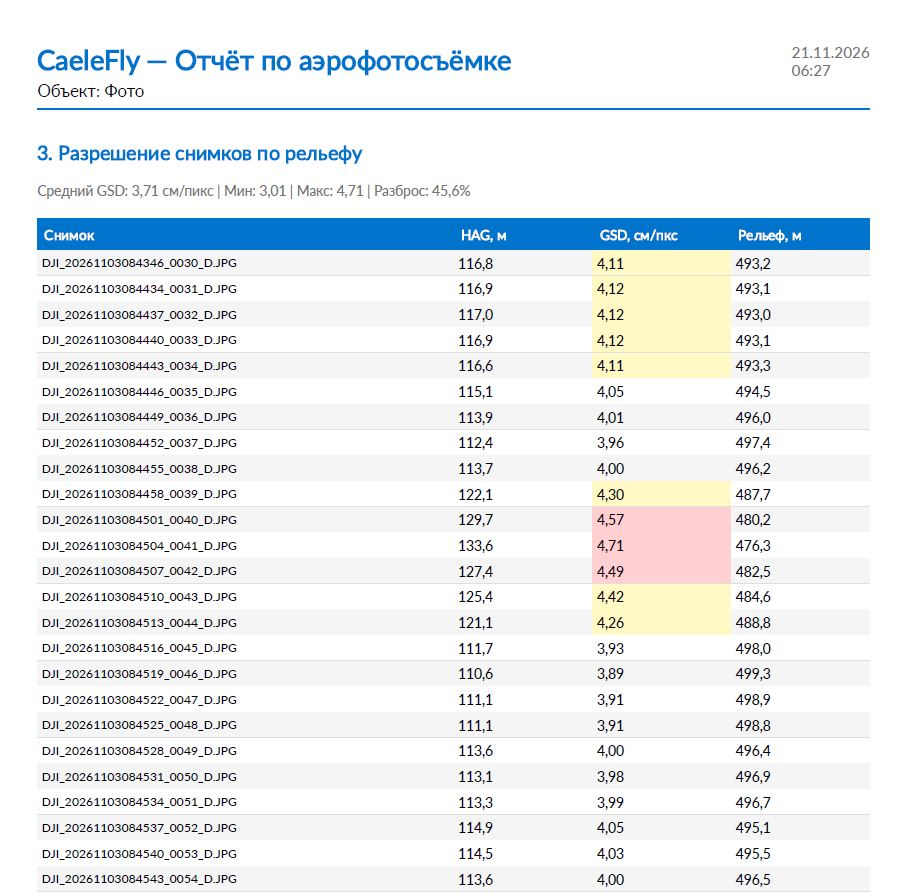 CaeleFly — Отчёт по аэрофотосъёмке
21.11.2026
06:27
Объект: Фото
3. Разрешение снимков по рельефу
Средний GSD: 3,71 см/пикс | Мин: 3,01 | Макс: 4,71 | Разброс: 45,6%
Снимок HAG, м GSD, см/пкс Рельеф, м
DJI_20261103084346_0030_D.JPG 116,8 4,11 493,2
DJI_20261103084434_0031_D.JPG 116,9 4,12 493,1
DJI_20261103084437_0032_D.JPG 117,0 4,12 493,0
DJI_20261103084440_0033_D.JPG 116,9 4,12 493,1
DJI_20261103084443_0034_D.JPG 116,6 4,11 493,3
DJI_20261103084446_0035_D.JPG 115,1 4,05 494,5
DJI_20261103084449_0036_D.JPG 113,9 4,01 496,0
DJI_20261103084452_0037_D.JPG 112,4 3,96 497,4
DJI_20261103084455_0038_D.JPG 113,7 4,00 496,2
DJI_20261103084458_0039_D.JPG 122,1 4,30 487,7
DJI_20261103084501_0040_D.JPG 129,7 4,57 480,2
DJI_20261103084504_0041_D.JPG 133,6 4,71 476,3
DJI_20261103084507_0042_D.JPG 127,4 4,49 482,5
DJI_20261103084510_0043_D.JPG 125,4 4,42 484,6
DJI_20261103084513_0044_D.JPG 121,1 4,26 488,8
DJI_20261103084516_0045_D.JPG 111,7 3,93 498,0
DJI_20261103084519_0046_D.JPG 110,6 3,89 499,3
DJI_20261103084522_0047_D.JPG 111,1 3,91 498,9
DJI_20261103084525_0048_D.JPG 111,1 3,91 498,8
DJI_20261103084528_0049_D.JPG 113,6 4,00 496,4
DJI_20261103084531_0050_D.JPG 113,1 3,98 496,9
DJI_20261103084534_0051_D.JPG 113,3 3,99 496,7
DJI_20261103084537_0052_D.JPG 114,9 4,05 495,1
DJI_20261103084540_0053_D.JPG 114,5 4,03 495,5
DJI_20261103084543_0054_D.JPG 113,6 4,00 496,5